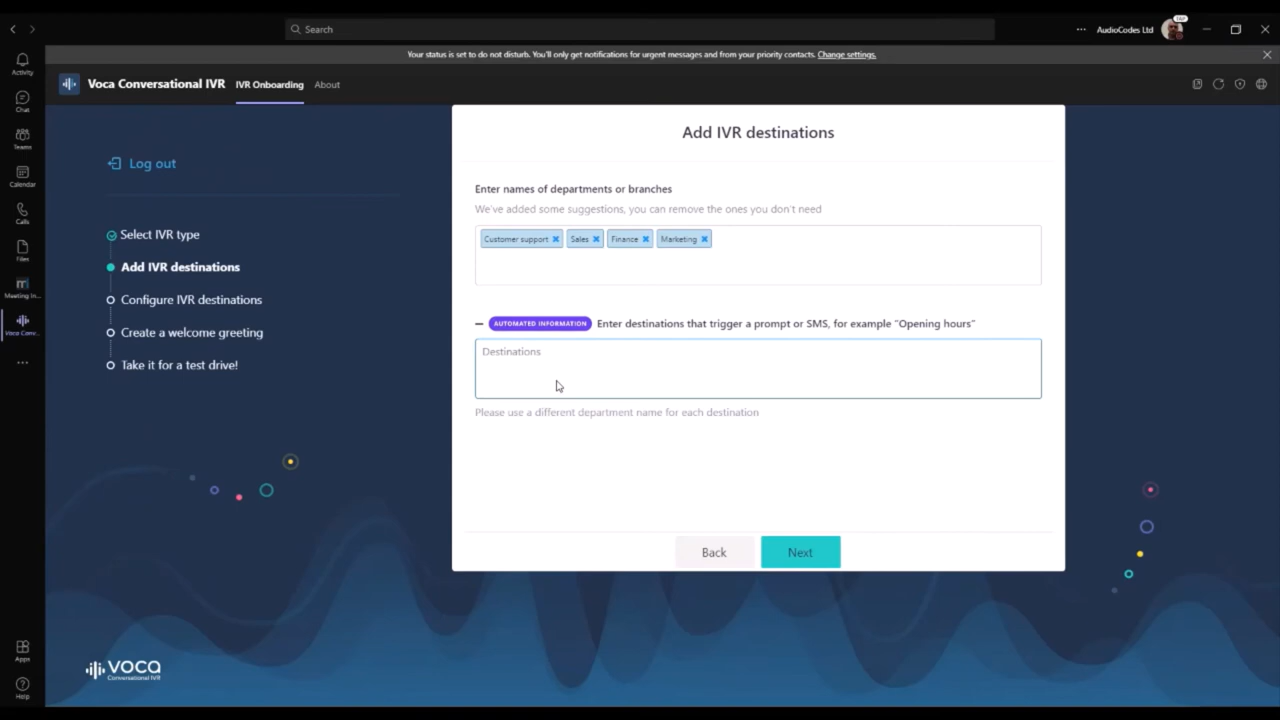 Search
AudioCodes Ltd
Your status is set to do not disturb. You'll only get notifications for urgent messages and from your priority contacts. Change settings.
Activity
Chat
Teams
Calendar
Calls
Files
Meeting In...
Voca Conv...
Apps
Help
Voca Conversational IVR
IVR Onboarding
About
Log out
Select IVR type
Add IVR destinations
Configure IVR destinations
Create a welcome greeting
Take it for a test drive!
Add IVR destinations
Enter names of departments or branches
We've added some suggestions, you can remove the ones you don't need
Customer support Sales Finance Marketing
AUTOMATED INFORMATION Enter destinations that trigger a prompt or SMS, for example "Opening hours"
Destinations
Please use a different department name for each destination
Back Next
VOCA
Conversational IVR